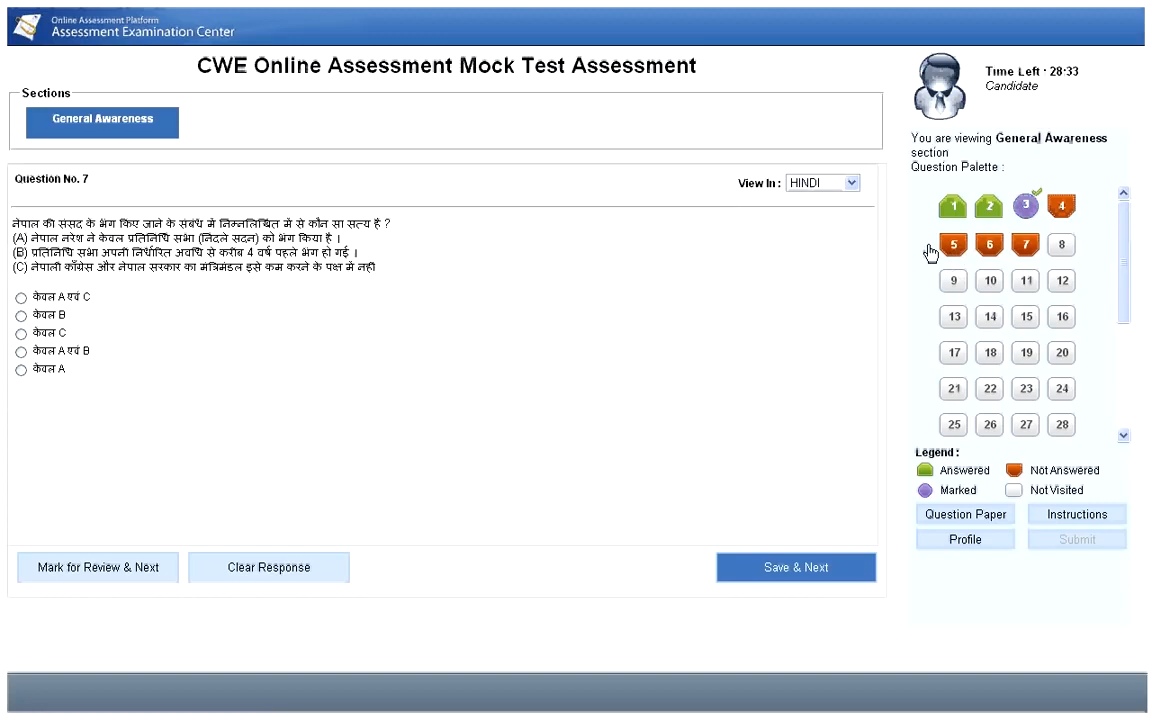 Online Assessment Platform
Assessment Examination Center
CWE Online Assessment Mock Test Assessment
Sections
General Awareness
Time Left : 28:33
Candidate
You are viewing General Awareness
section
Question Palette :
Question No. 7
View In : HINDI
नेपाल की संसद के भंग किए जाने के संबंध में निम्नलिखित में से कौन सा सत्य है ?
(A) नेपाल नरेश ने केवल प्रतिनिधि सभा (निचले सदन) को भंग किया है ।
(B) प्रतिनिधि सभा अपनी निर्धारित अवधि से करीब 4 वर्ष पहले भंग हो गई ।
(C) नेपाली काँग्रेस और नेपाल सरकार का मंत्रिमंडल इसे कम करने के पक्ष में नहीं
केवल A एवं C
केवल B
केवल C
केवल A एवं B
केवल A
1 2 3 4
5 6 7 8
9 10 11 12
13 14 15 16
17 18 19 20
21 22 23 24
25 26 27 28
Legend :
Answered Not Answered
Marked Not Visited
Question Paper Instructions
Profile Submit
Mark for Review & Next Clear Response Save & Next